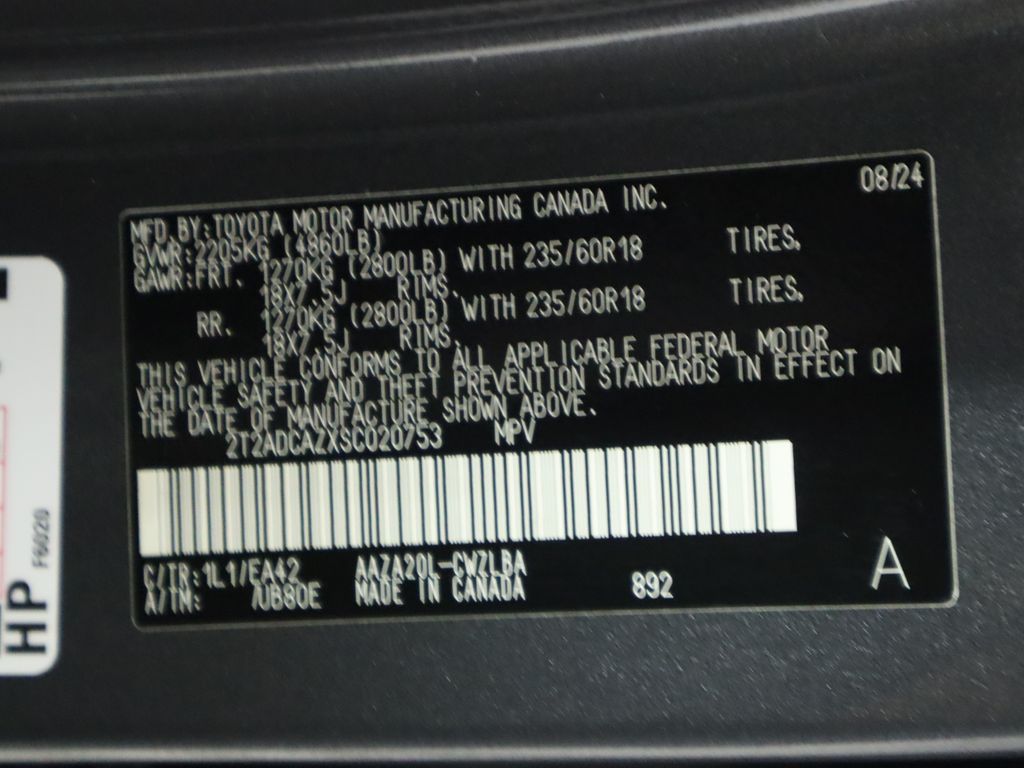 08/24
MFD. BY: TOYOTA MOTOR MANUFACTURING CANADA INC.
GVWR: 2205KG (4860LB)
GAWR: FRT. 1270KG (2800LB) WITH 235/60R18 TIRES,
18X7.5J RIMS.
RR. 1270KG (2800LB) WITH 235/60R18 TIRES,
18X7.5J RIMS.
THIS VEHICLE CONFORMS TO ALL APPLICABLE FEDERAL MOTOR
VEHICLE SAFETY AND THEFT PREVENTION STANDARDS IN EFFECT ON
THE DATE OF MANUFACTURE SHOWN ABOVE.
2T2ADCAZXSC020753 MPV
C/TR: 1L1/EA42 AAZA20L-CWZLBA
A/TM: /UB80E MADE IN CANADA 892
A
HP F6020